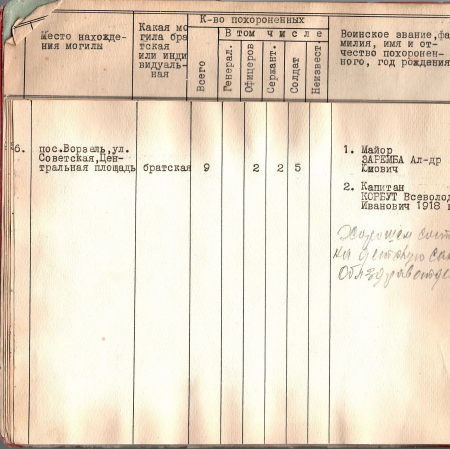 Место нахожде-
ния могилы
Какая мо
гила бра
тская
или инди
видуаль-
ная
К-во похороненных
В том числе
Всего
Генерал.
Офицеров
Сержант.
Солдат
Неизвест
Воинское звание,фа
милия, имя и от-
чество похоронен-
ного, год рождения
6.
пос.Ворзель,ул.
Советская,Цен-
тральная площадь
братская
9
2
2
5
1. Майор
ЗАРЕМБА Ал-др
2. Капитан
КОРБУТ Всеволод
Иванович 1918 г